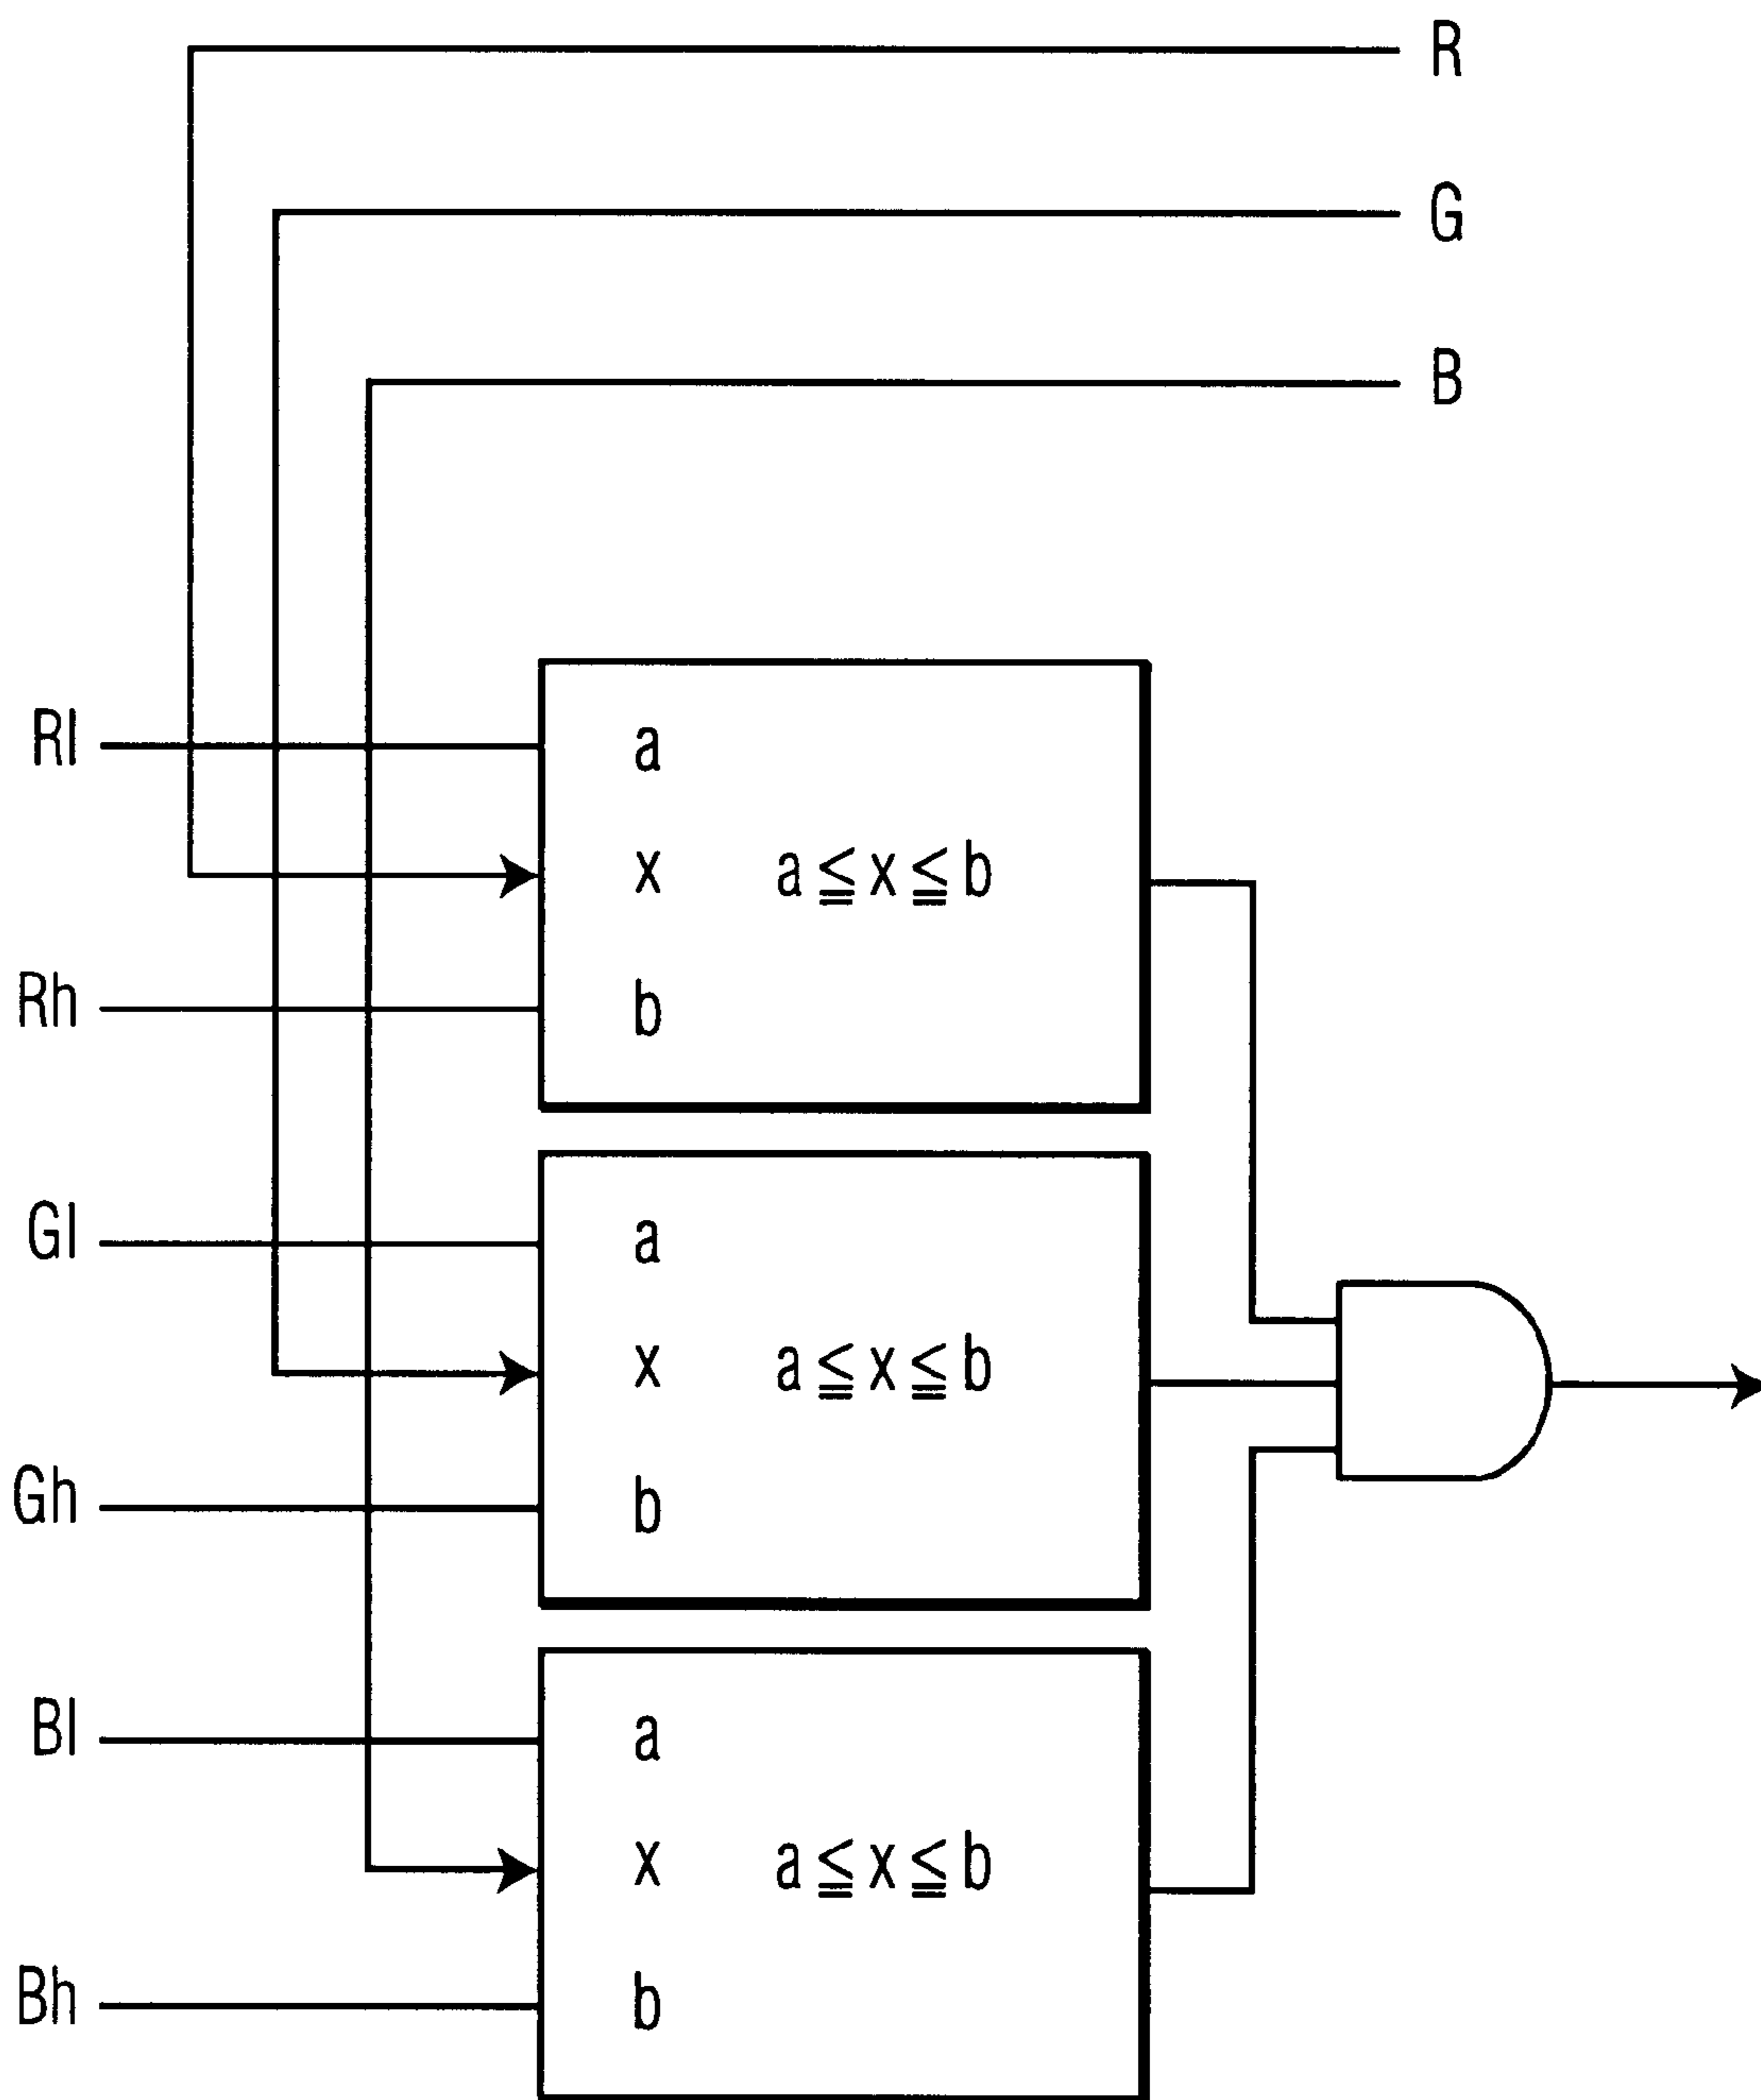 R
G
B
Rl
a
x a ≦ x ≦ b
Rh
b
Gl
a
x a ≦ x ≦ b
Gh
b
Bl
a
x a ≦ x ≦ b
Bh
b